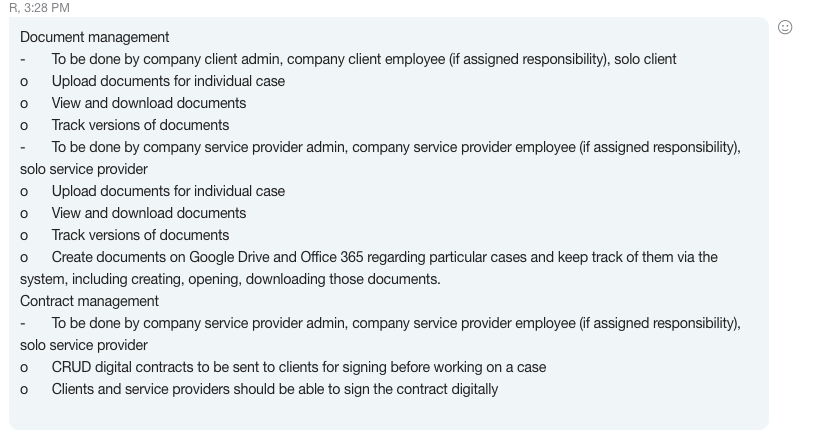 R, 3:28 PM
Document management
- To be done by company client admin, company client employee (if assigned responsibility), solo client
o Upload documents for individual case
o View and download documents
o Track versions of documents
- To be done by company service provider admin, company service provider employee (if assigned responsibility),
solo service provider
o Upload documents for individual case
o View and download documents
o Track versions of documents
o Create documents on Google Drive and Office 365 regarding particular cases and keep track of them via the
system, including creating, opening, downloading those documents.
Contract management
- To be done by company service provider admin, company service provider employee (if assigned responsibility),
solo service provider
o CRUD digital contracts to be sent to clients for signing before working on a case
o Clients and service providers should be able to sign the contract digitally